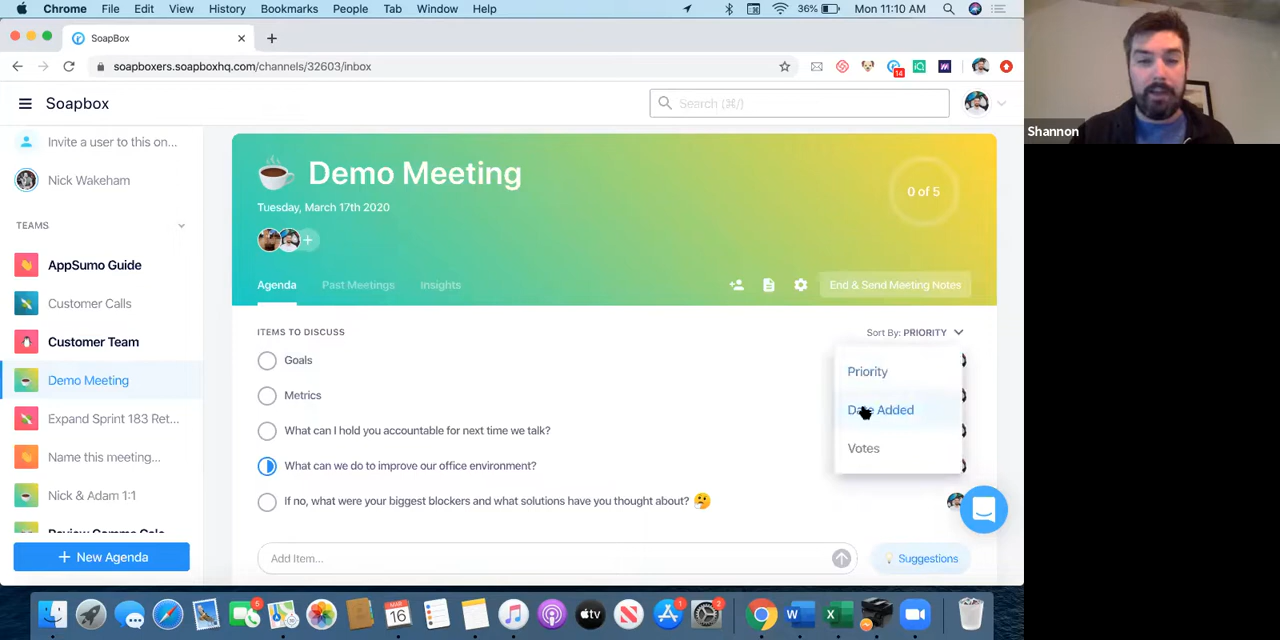 Chrome File Edit View History Bookmarks People Tab Window Help
36% Mon 11:10 AM
SoapBox
soapboxers.soapboxhq.com/channels/32603/inbox
14
Soapbox
Search (⌘/)
Invite a user to this on...
Nick Wakeham
TEAMS
AppSumo Guide
Customer Calls
Customer Team
Demo Meeting
Expand Sprint 183 Ret...
Name this meeting...
Nick & Adam 1:1
+ New Agenda
Demo Meeting
Tuesday, March 17th 2020
0 of 5
Agenda Past Meetings Insights
End & Send Meeting Notes
ITEMS TO DISCUSS
Sort By: PRIORITY
Goals
Metrics
What can I hold you accountable for next time we talk?
What can we do to improve our office environment?
If no, what were your biggest blockers and what solutions have you thought about? 🤔
Priority
Date Added
Votes
Add Item...
Suggestions
Shannon
5
MAR
16
tv
1
2